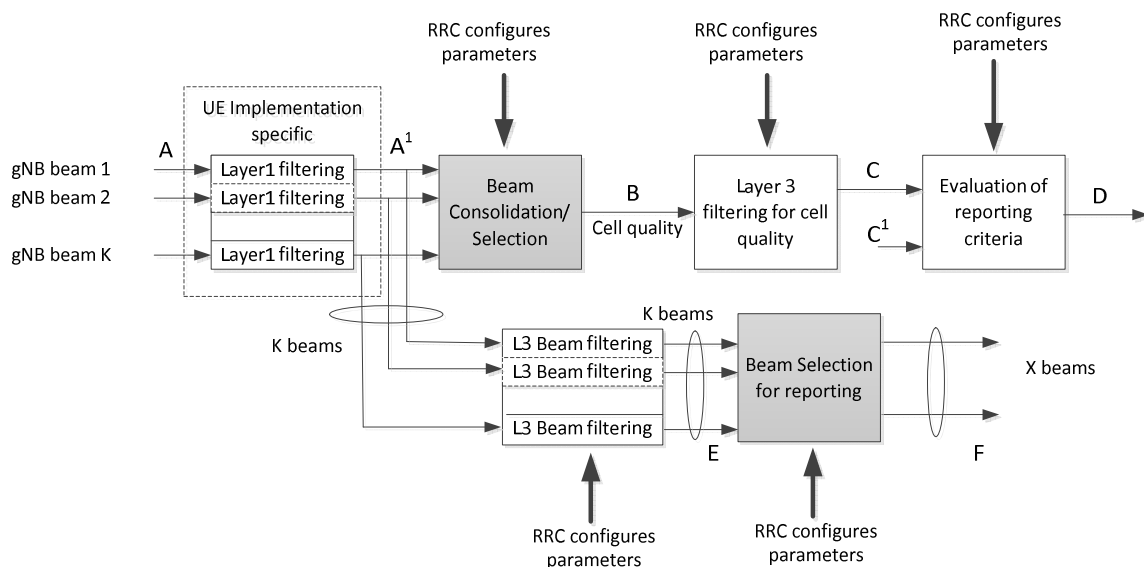 RRC configures
parameters
RRC configures
parameters
RRC configures
parameters
UE Implementation
specific
A
A¹
gNB beam 1
gNB beam 2
gNB beam K
Layer1 filtering
Layer1 filtering
Layer1 filtering
Beam
Consolidation/
Selection
B
Cell quality
Layer 3
filtering for cell
quality
C
C¹
Evaluation of
reporting
criteria
D
K beams
L3 Beam filtering
L3 Beam filtering
L3 Beam filtering
K beams
E
Beam Selection
for reporting
X beams
F
RRC configures
parameters
RRC configures
parameters